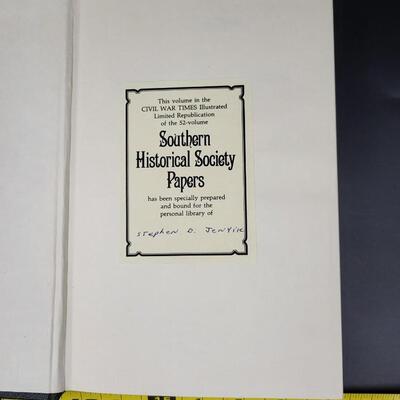 This volume in the
CIVIL WAR TIMES Illustrated
Limited Republication
of the 52-volume
Southern
Historical Society
Papers
has been specially prepared
and bound for the
personal library of
Stephen D.